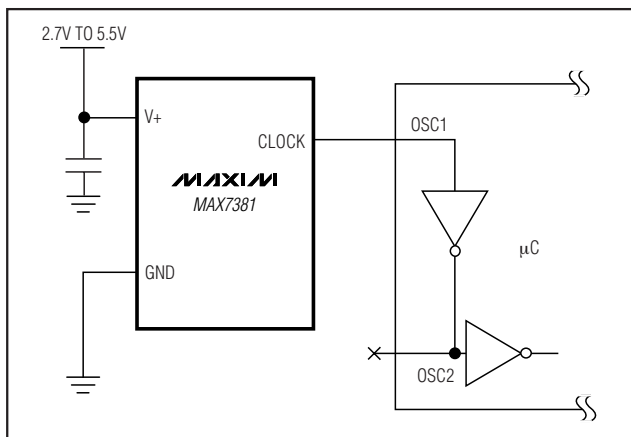 2.7V TO 5.5V
V+
CLOCK
OSC1
MAXIM
MAX7381
µC
GND
OSC2